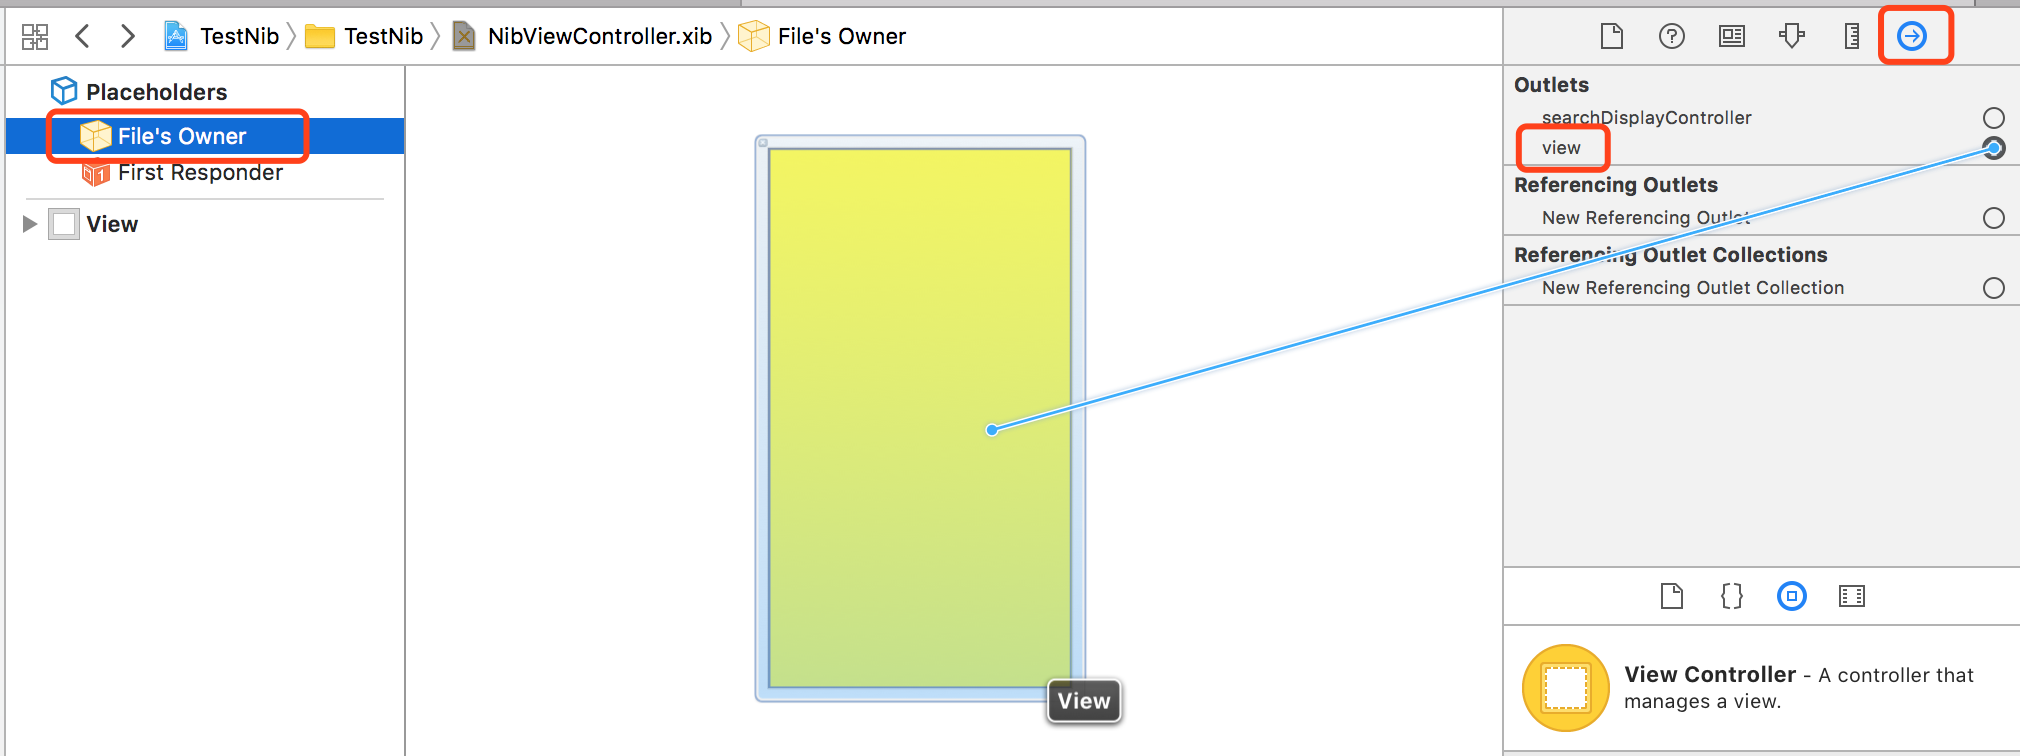 TestNib TestNib NibViewController.xib File's Owner
Placeholders
File's Owner
1 First Responder
View
View
Outlets
searchDisplayController
view
Referencing Outlets
New Referencing Outlet
Referencing Outlet Collections
New Referencing Outlet Collection
View Controller - A controller that
manages a view.